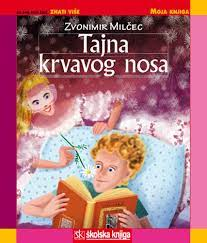 ZNATI VIŠE
MOJA KNJIGA
ZVONIMIR MILČEC
Tajna
krvavog nosa
školska knjiga